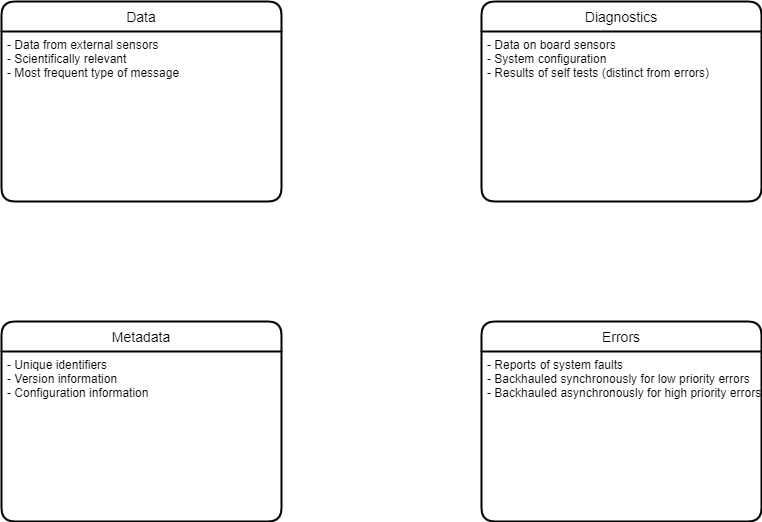 Data
- Data from external sensors
- Scientifically relevant
- Most frequent type of message
Diagnostics
- Data on board sensors
- System configuration
- Results of self tests (distinct from errors)
Metadata
- Unique identifiers
- Version information
- Configuration information
Errors
- Reports of system faults
- Backhauled synchronously for low priority errors
- Backhauled asynchronously for high priority errors